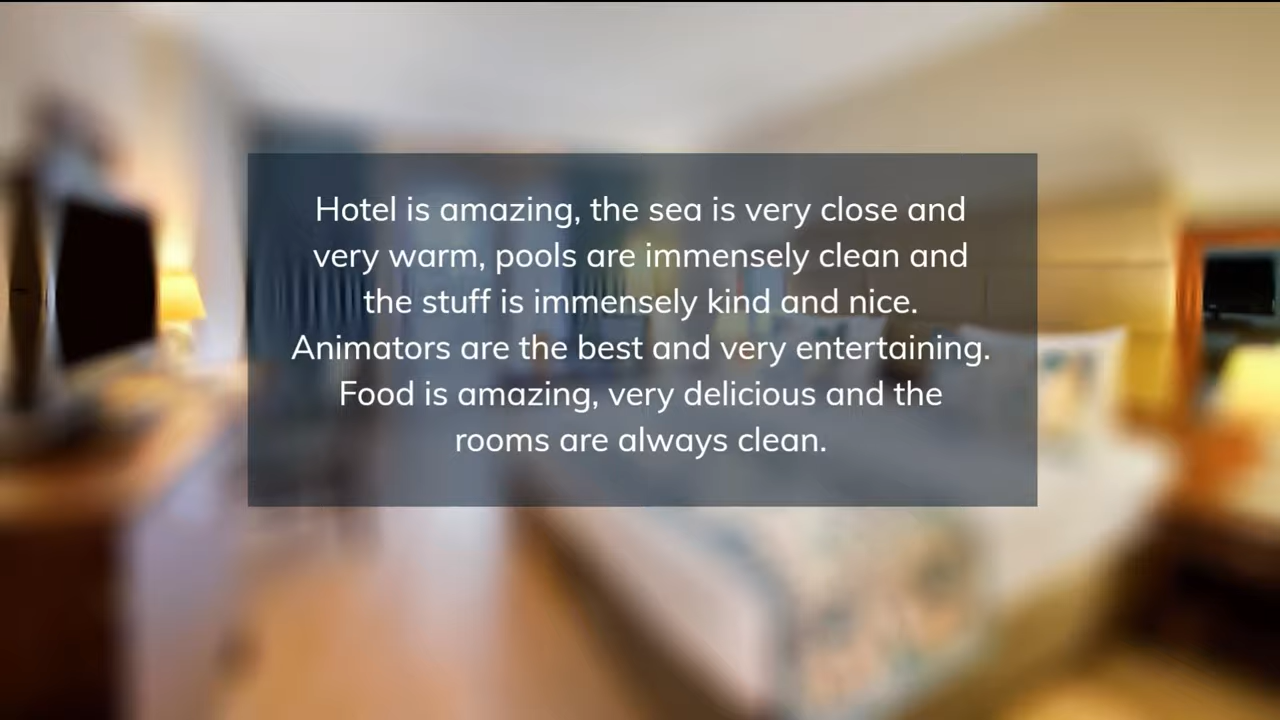 Hotel is amazing, the sea is very close and
very warm, pools are immensely clean and
the stuff is immensely kind and nice.
Animators are the best and very entertaining.
Food is amazing, very delicious and the
rooms are always clean.